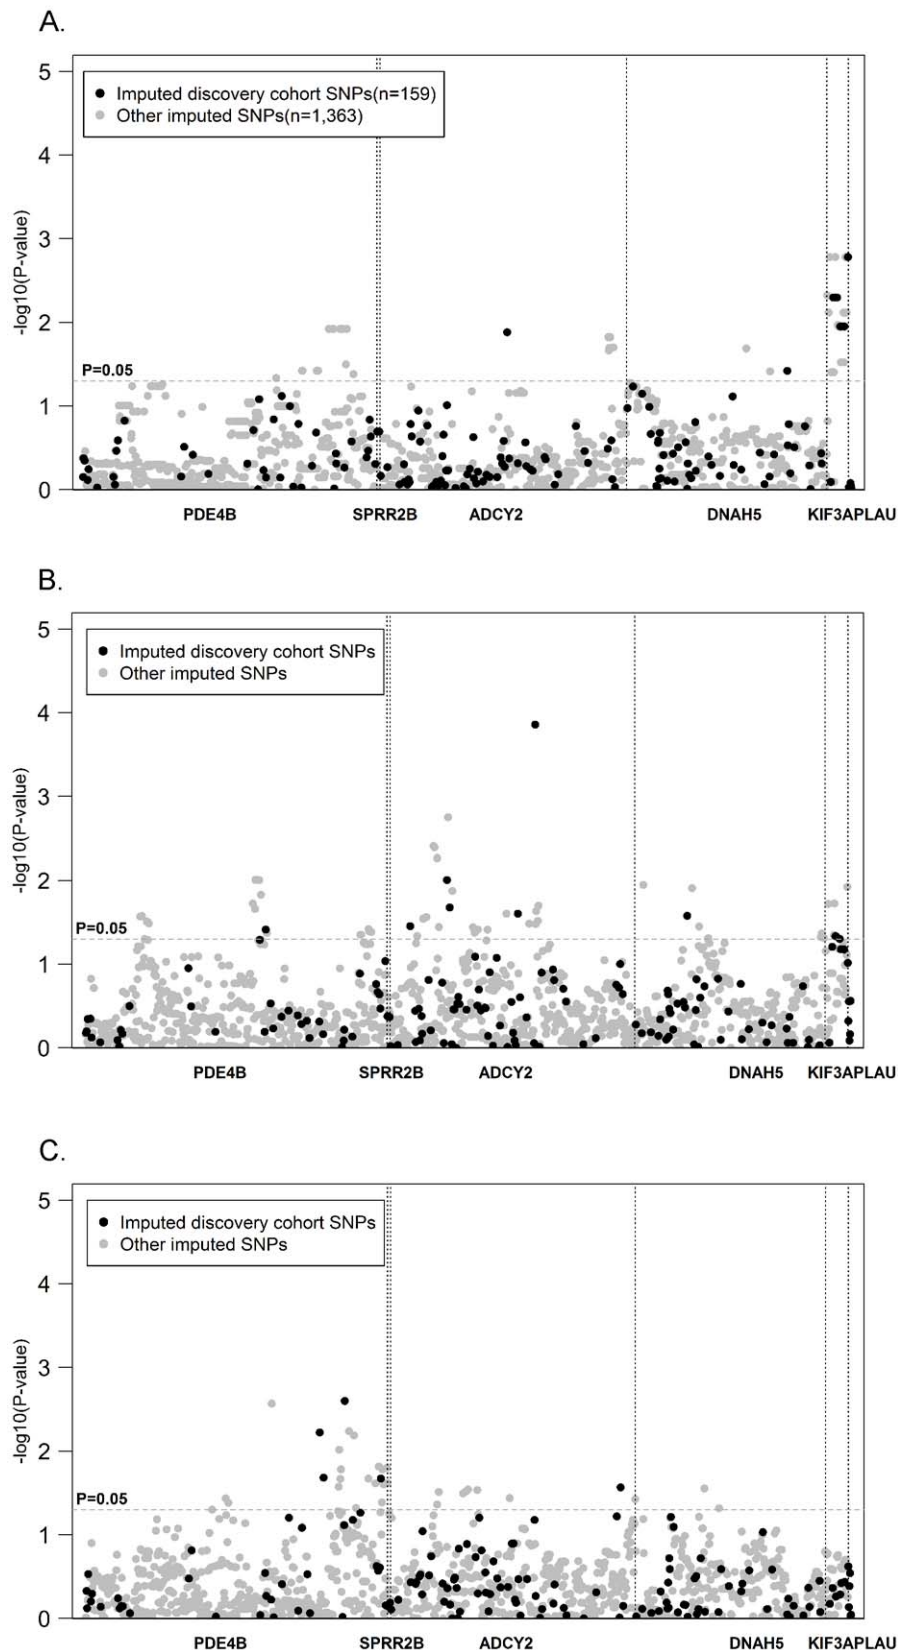 A.
5
Imputed discovery cohort SNPs(n=159)
Other imputed SNPs(n=1,363)
4
3
-log10(P-value)
2
P=0.05
1
0
PDE4B SPRR2B ADCY2 DNAH5 KIF3APLAU
B.
5
Imputed discovery cohort SNPs
Other imputed SNPs
4
3
-log10(P-value)
2
P=0.05
1
0
PDE4B SPRR2B ADCY2 DNAH5 KIF3APLAU
C.
5
Imputed discovery cohort SNPs
Other imputed SNPs
4
3
-log10(P-value)
2
P=0.05
1
0
PDE4B SPRR2B ADCY2 DNAH5 KIF3APLAU